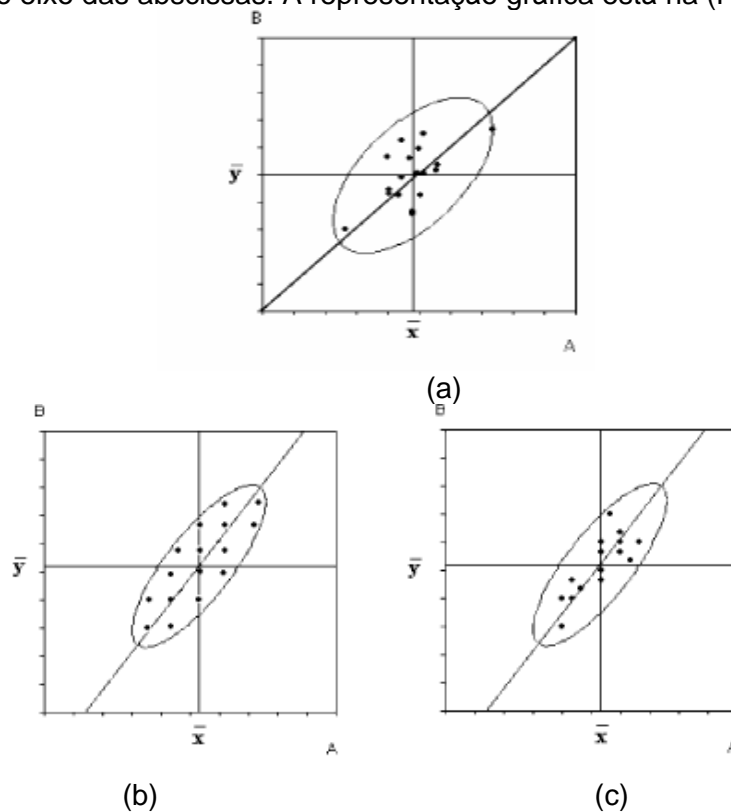 o eixo das abscissas. A representação gráfica está na (F
B
y̅
x̅
A
(a)
B
B
y̅
y̅
x̅
A
x̅
A
(b)
(c)